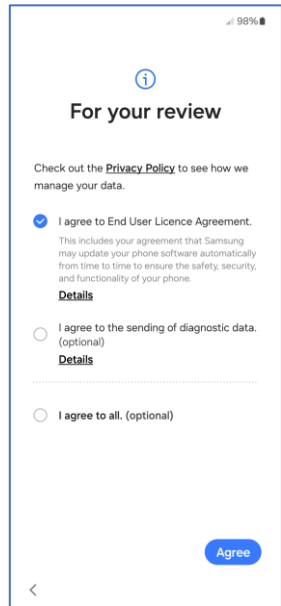 98%
For your review
Check out the Privacy Policy to see how we
manage your data.
I agree to End User Licence Agreement.
This includes your agreement that Samsung
may update your phone software automatically
from time to time to ensure the safety, security,
and functionality of your phone.
Details
I agree to the sending of diagnostic data.
(optional)
Details
I agree to all. (optional)
Agree